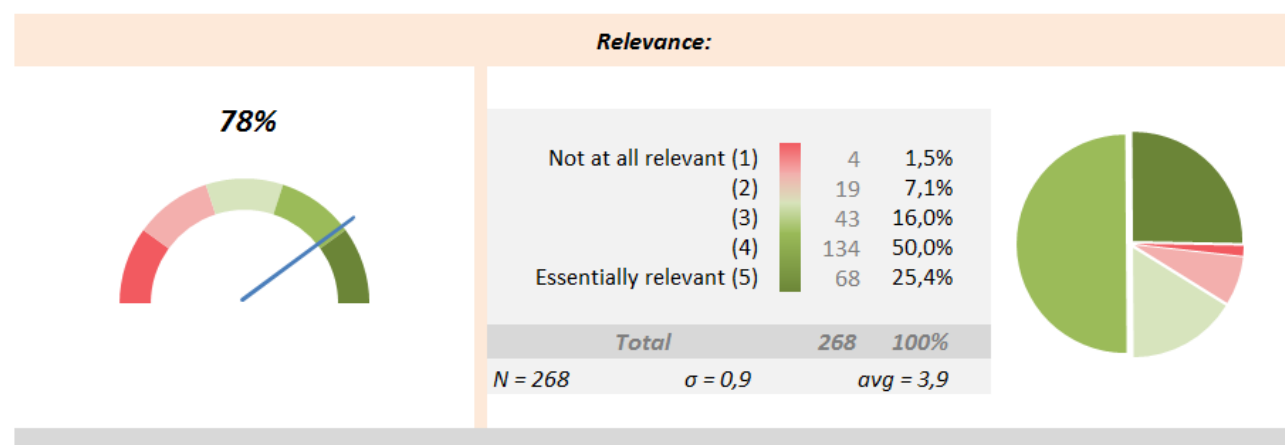 Relevance:
78%
Not at all relevant (1) 4 1,5%
(2) 19 7,1%
(3) 43 16,0%
(4) 134 50,0%
Essentially relevant (5) 68 25,4%
Total 268 100%
N = 268 σ = 0,9 avg = 3,9